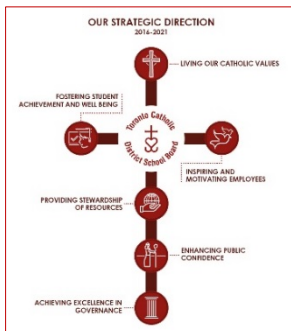 OUR STRATEGIC DIRECTION
2016-2021
LIVING OUR CATHOLIC VALUES
FOSTERING STUDENT
ACHIEVEMENT AND WELL BEING
Toronto Catholic
District School Board
INSPIRING AND
MOTIVATING EMPLOYEES
PROVIDING STEWARDSHIP
OF RESOURCES
ENHANCING PUBLIC
CONFIDENCE
ACHIEVING EXCELLENCE IN
GOVERNANCE